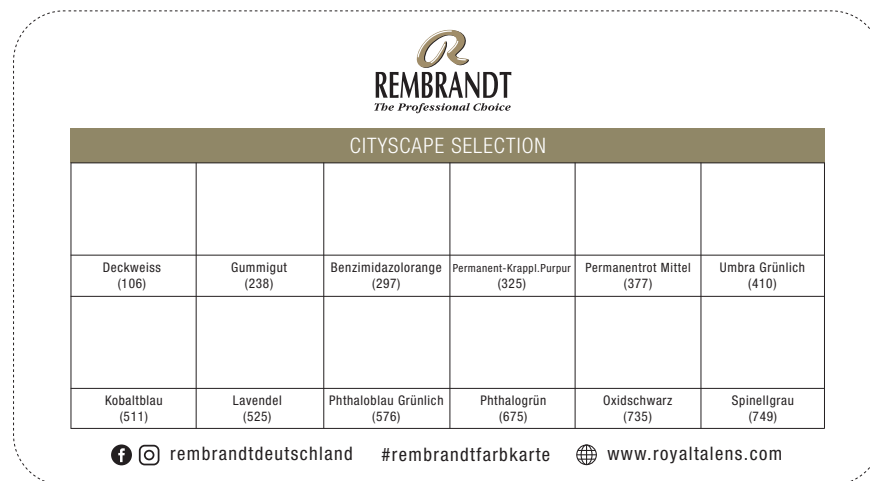 R
REMBRANDT
The Professional Choice
CITYSCAPE SELECTION
Deckweiss Gummigut Benzimidazolorange Permanent-Krappl.Purpur Permanentrot Mittel Umbra Grünlich
(106) (238) (297) (325) (377) (410)
Kobaltblau Lavendel Phthaloblau Grünlich Phthalogrün Oxidschwarz Spinellgrau
(511) (525) (576) (675) (735) (749)
rembrandtdeutschland #rembrandtfarbkarte www.royaltalens.com